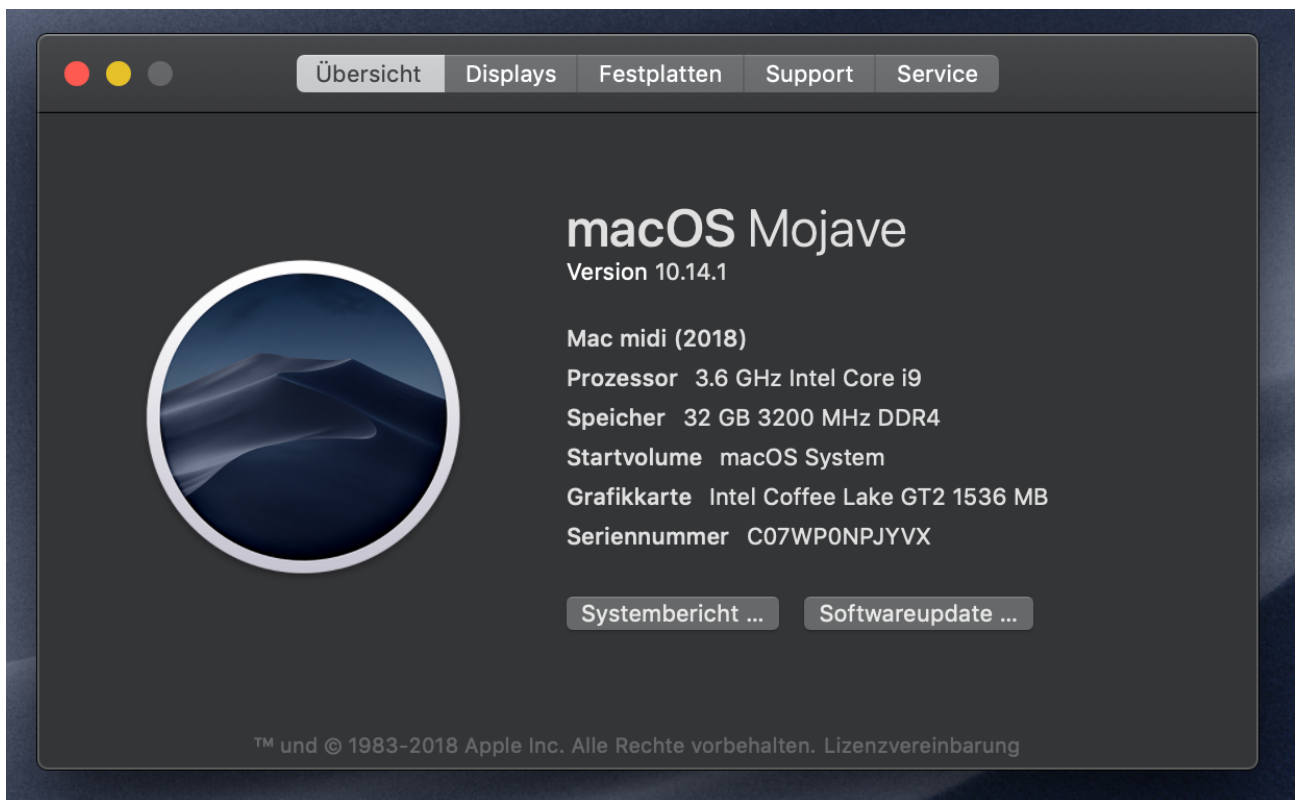 Übersicht Displays Festplatten Support Service
macOS Mojave
Version 10.14.1
Mac midi (2018)
Prozessor 3.6 GHz Intel Core i9
Speicher 32 GB 3200 MHz DDR4
Startvolume macOS System
Grafikkarte Intel Coffee Lake GT2 1536 MB
Seriennummer C07WP0NPJYVX
Systembericht ... Softwareupdate ...
™ und © 1983-2018 Apple Inc. Alle Rechte vorbehalten. Lizenzvereinbarung